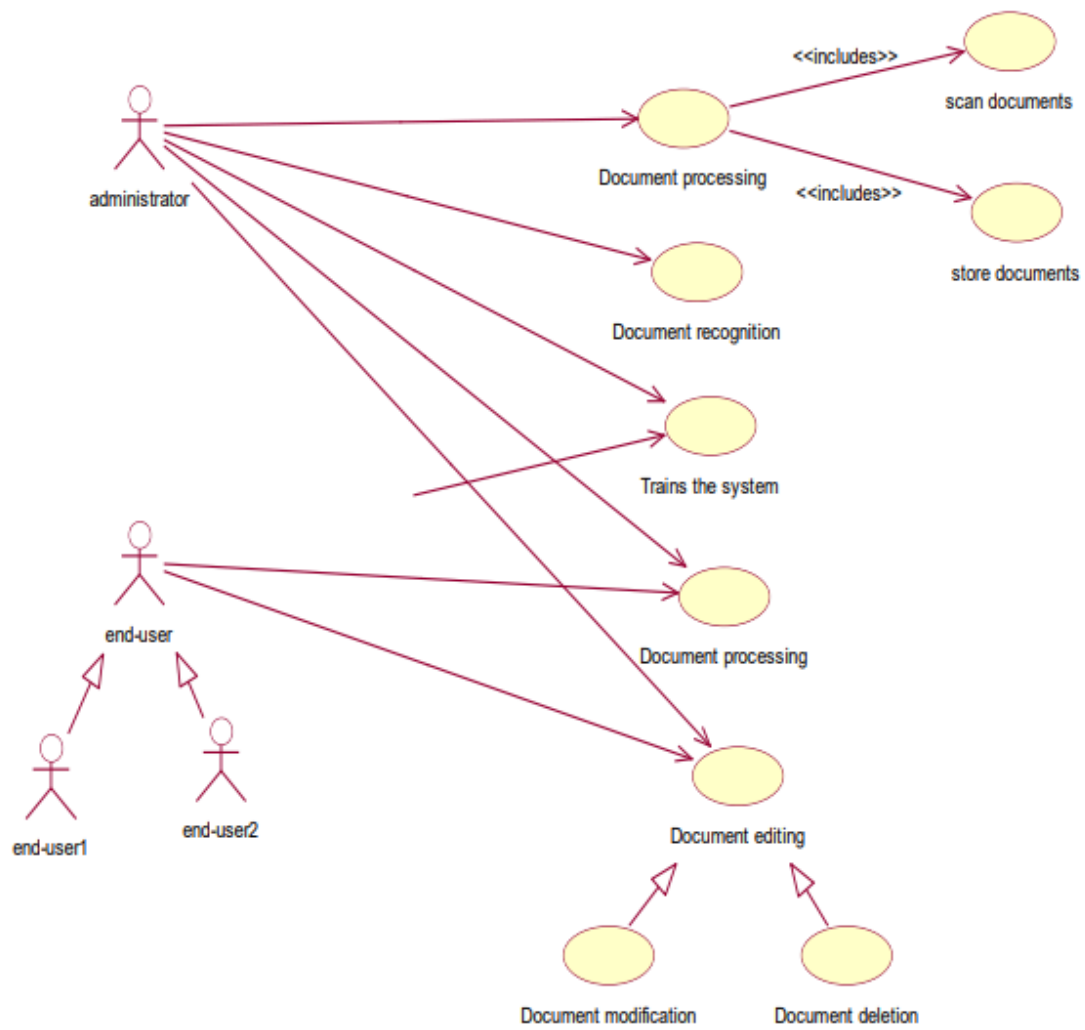 <<includes>>
scan documents
administrator
Document processing
<<includes>>
store documents
Document recognition
Trains the system
end-user
Document processing
end-user1
end-user2
Document editing
Document modification
Document deletion